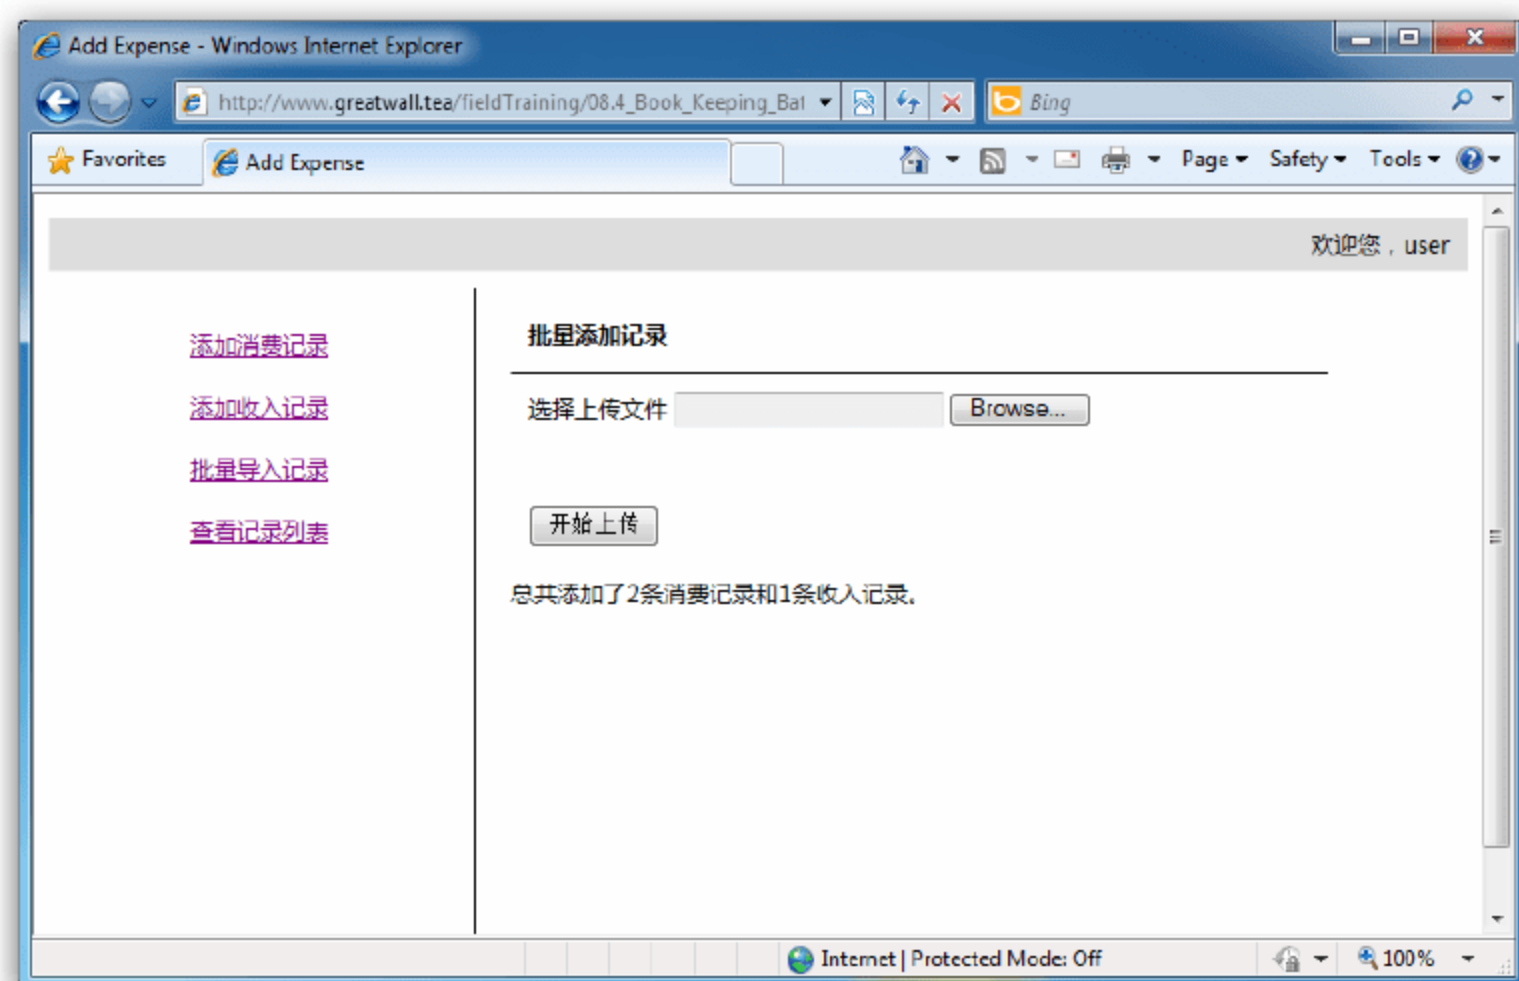 Add Expense - Windows Internet Explorer
http://www.greatwall.tea/fieldTraining/08.4_Book_Keeping_Bat
Bing
Favorites
Add Expense
Page
Safety
Tools
欢迎您，user
添加消费记录
添加收入记录
批量导入记录
查看记录列表
批量添加记录
选择上传文件
Browse...
开始上传
总共添加了2条消费记录和1条收入记录。
Internet | Protected Mode: Off
100%